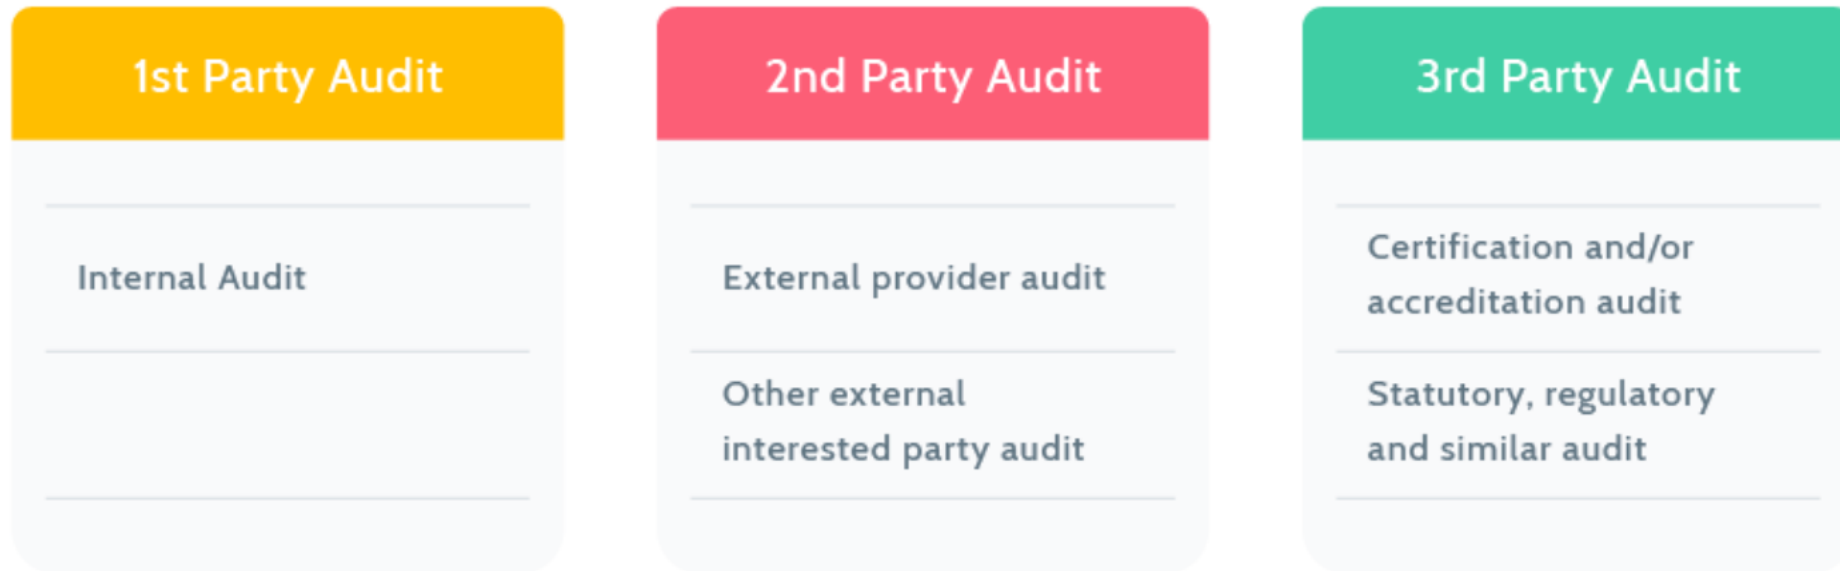 1st Party Audit
Internal Audit
2nd Party Audit
External provider audit
Other external
interested party audit
3rd Party Audit
Certification and/or
accreditation audit
Statutory, regulatory
and similar audit